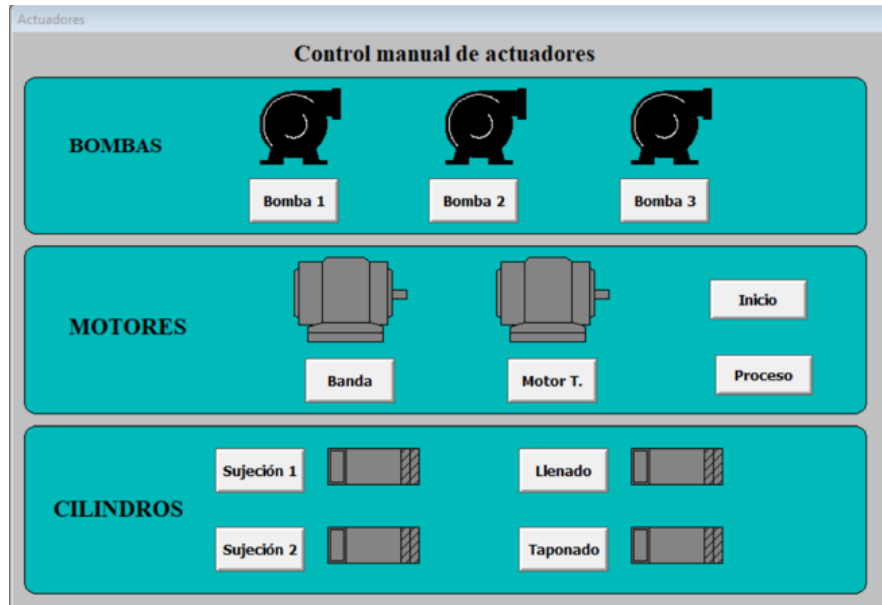 Actuadores
Control manual de actuadores
BOMBAS
Bomba 1
Bomba 2
Bomba 3
MOTORES
Inicio
Banda
Motor T.
Proceso
CILINDROS
Sujeción 1
Llenado
Sujeción 2
Taponado